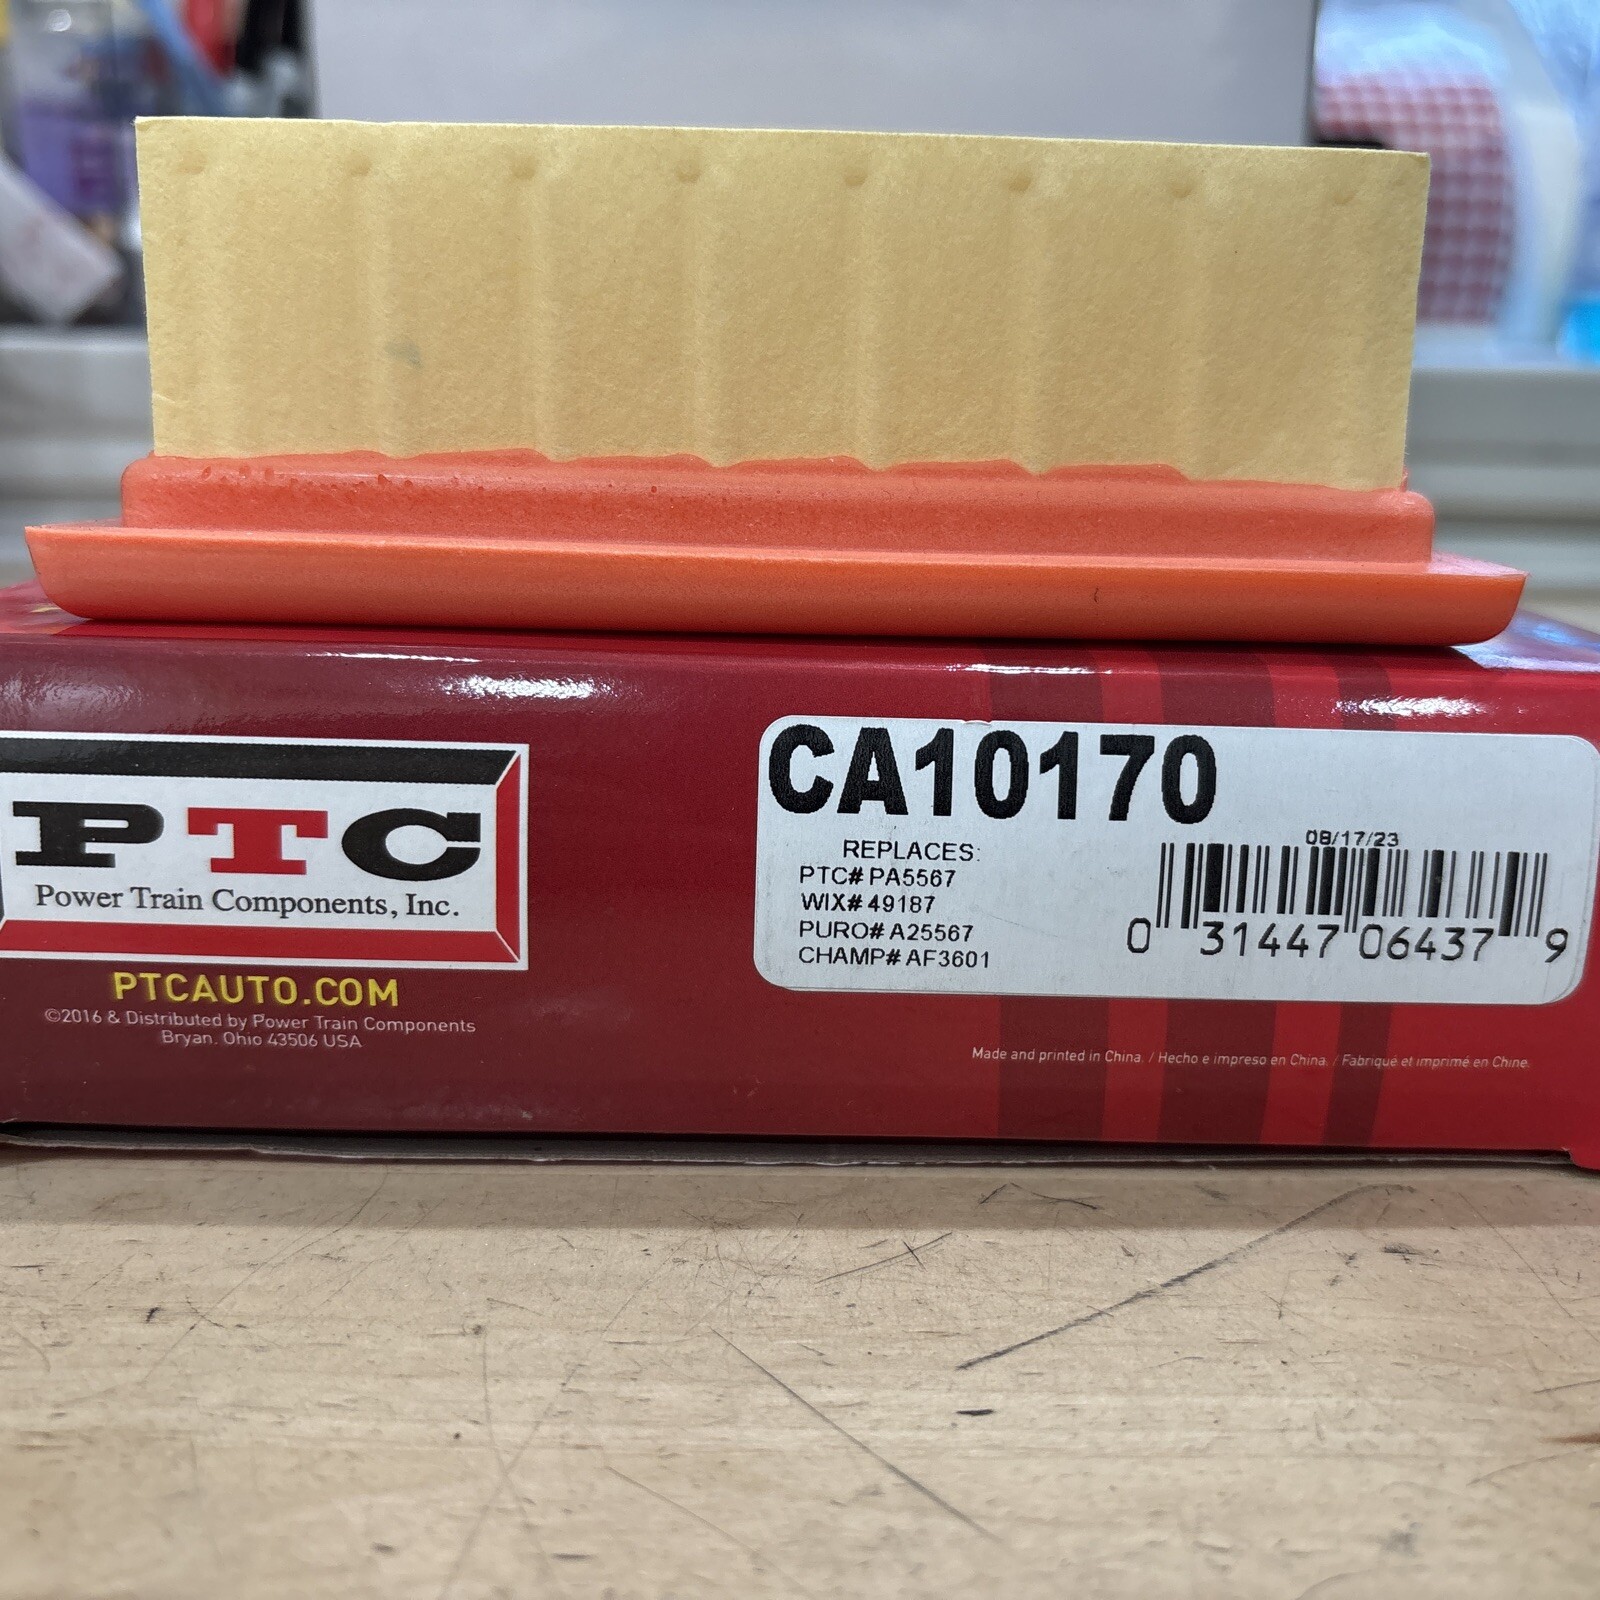 PTC
Power Train Components, Inc.
PTCAUTO.COM
©2016 & Distributed by Power Train Components
Bryan, Ohio 43506 USA
CA10170
REPLACES:
PTC# PA5567
WIX# 49187
PURO# A25567
CHAMP# AF3601
08/17/23
0 31447 06437 9
Made and printed in China. / Hecho e impreso en China. / Fabriqué et imprimé en Chine.